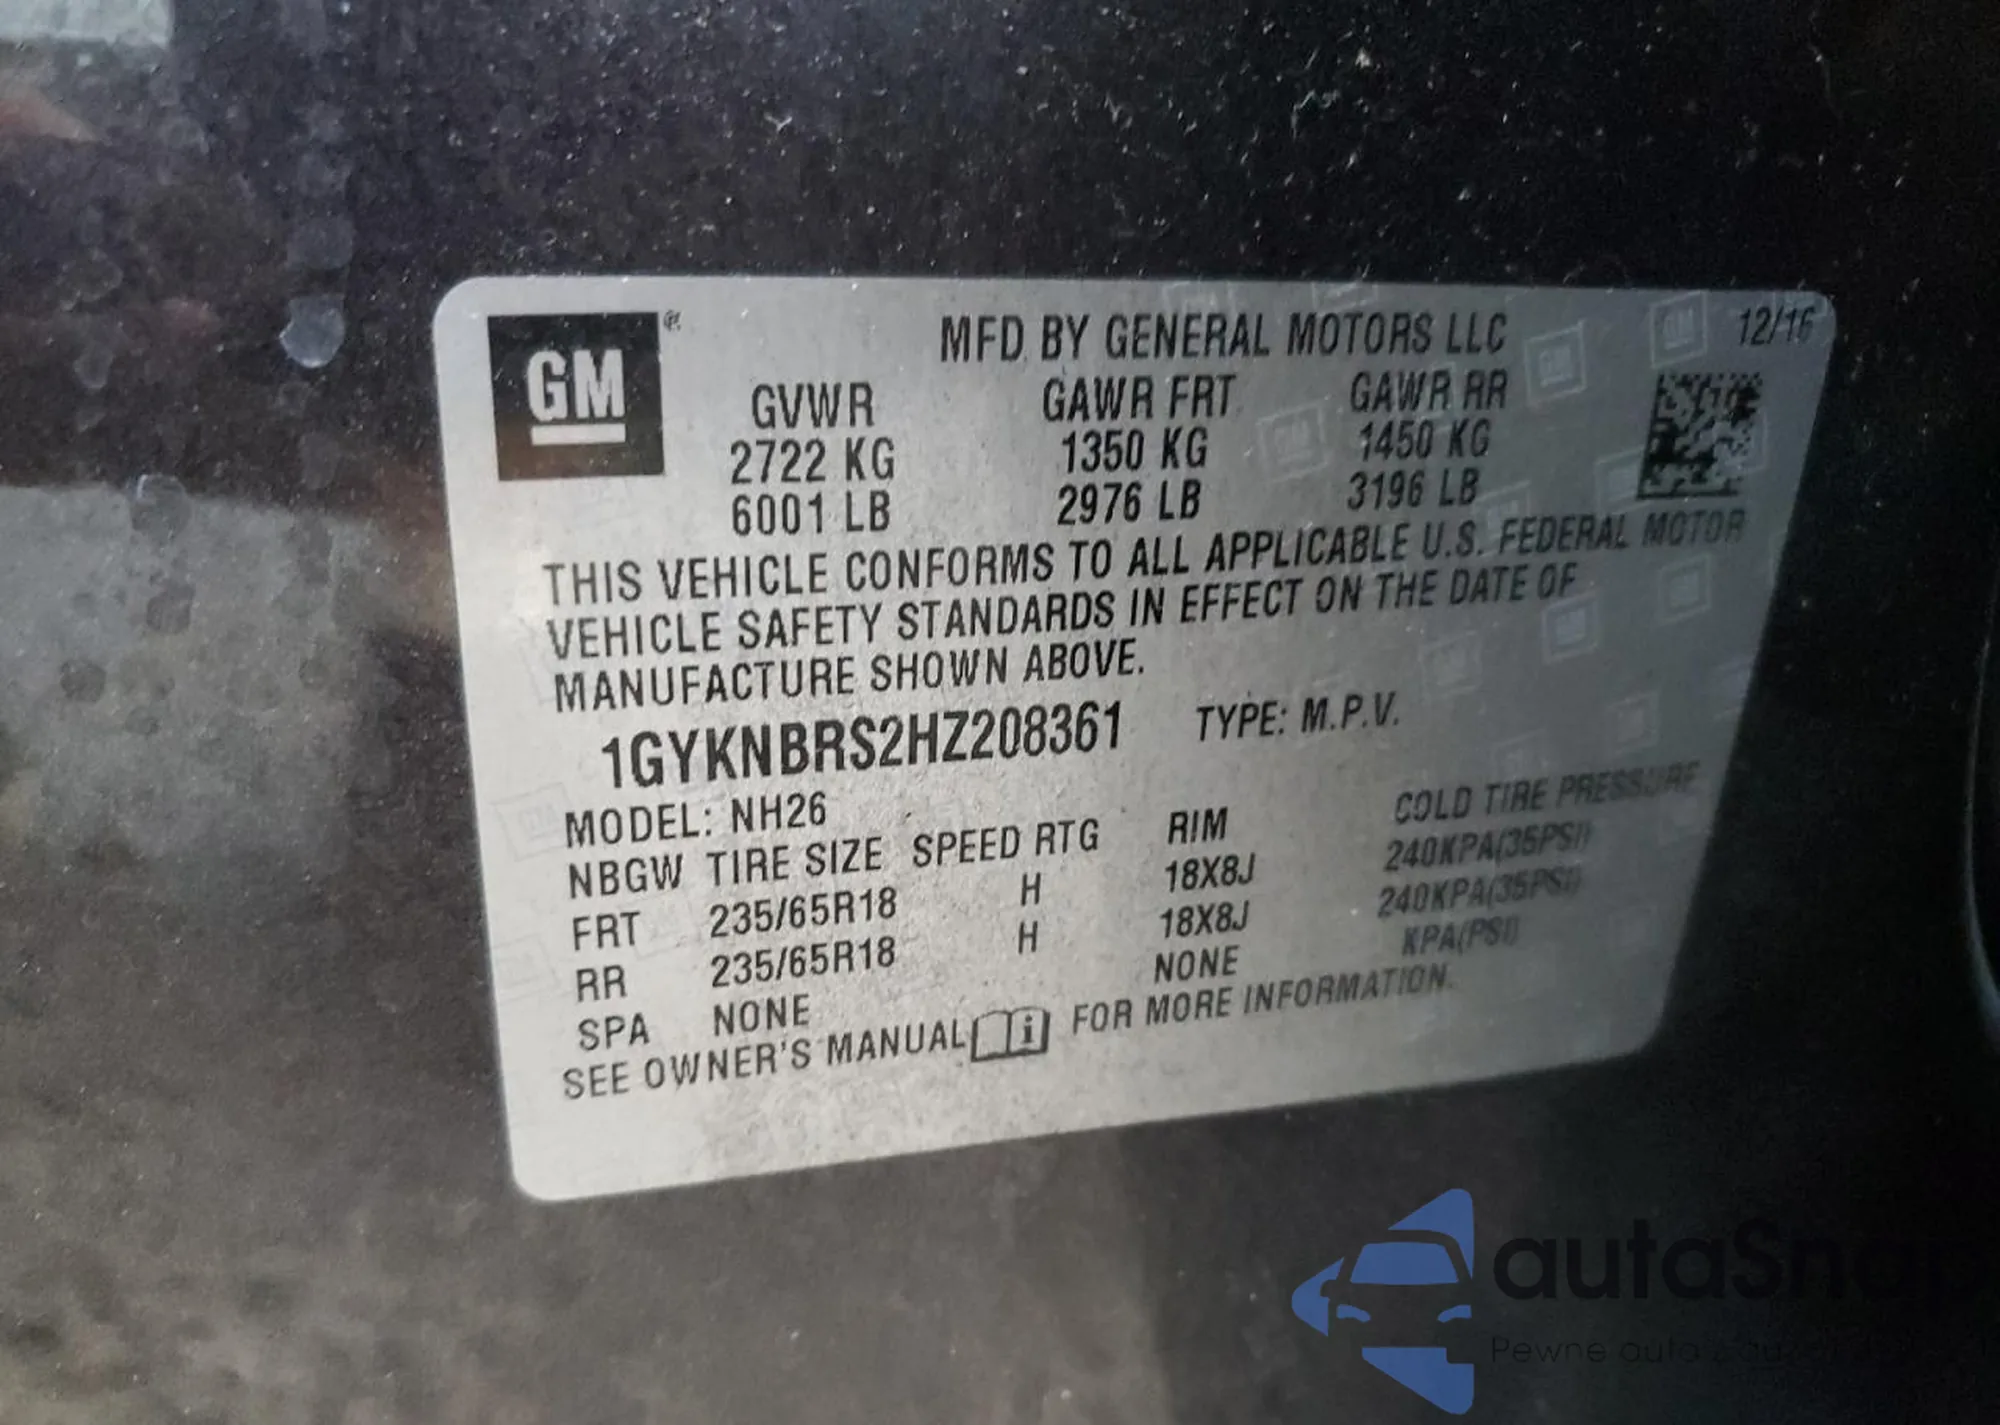 GM®
MFD BY GENERAL MOTORS LLC 12/16
GVWR GAWR FRT GAWR RR
2722 KG 1350 KG 1450 KG
6001 LB 2976 LB 3196 LB
THIS VEHICLE CONFORMS TO ALL APPLICABLE U.S. FEDERAL MOTOR
VEHICLE SAFETY STANDARDS IN EFFECT ON THE DATE OF
MANUFACTURE SHOWN ABOVE.
1GYKNBRS2HZ208361 TYPE: M.P.V.
MODEL: NH26
NBGW TIRE SIZE SPEED RTG RIM COLD TIRE PRESSURE
FRT 235/65R18 H 18X8J 240KPA(35PSI)
RR 235/65R18 H 18X8J 240KPA(35PSI)
SPA NONE NONE KPA(PSI)
SEE OWNER'S MANUAL i FOR MORE INFORMATION.
autaSna
Pewne auto z